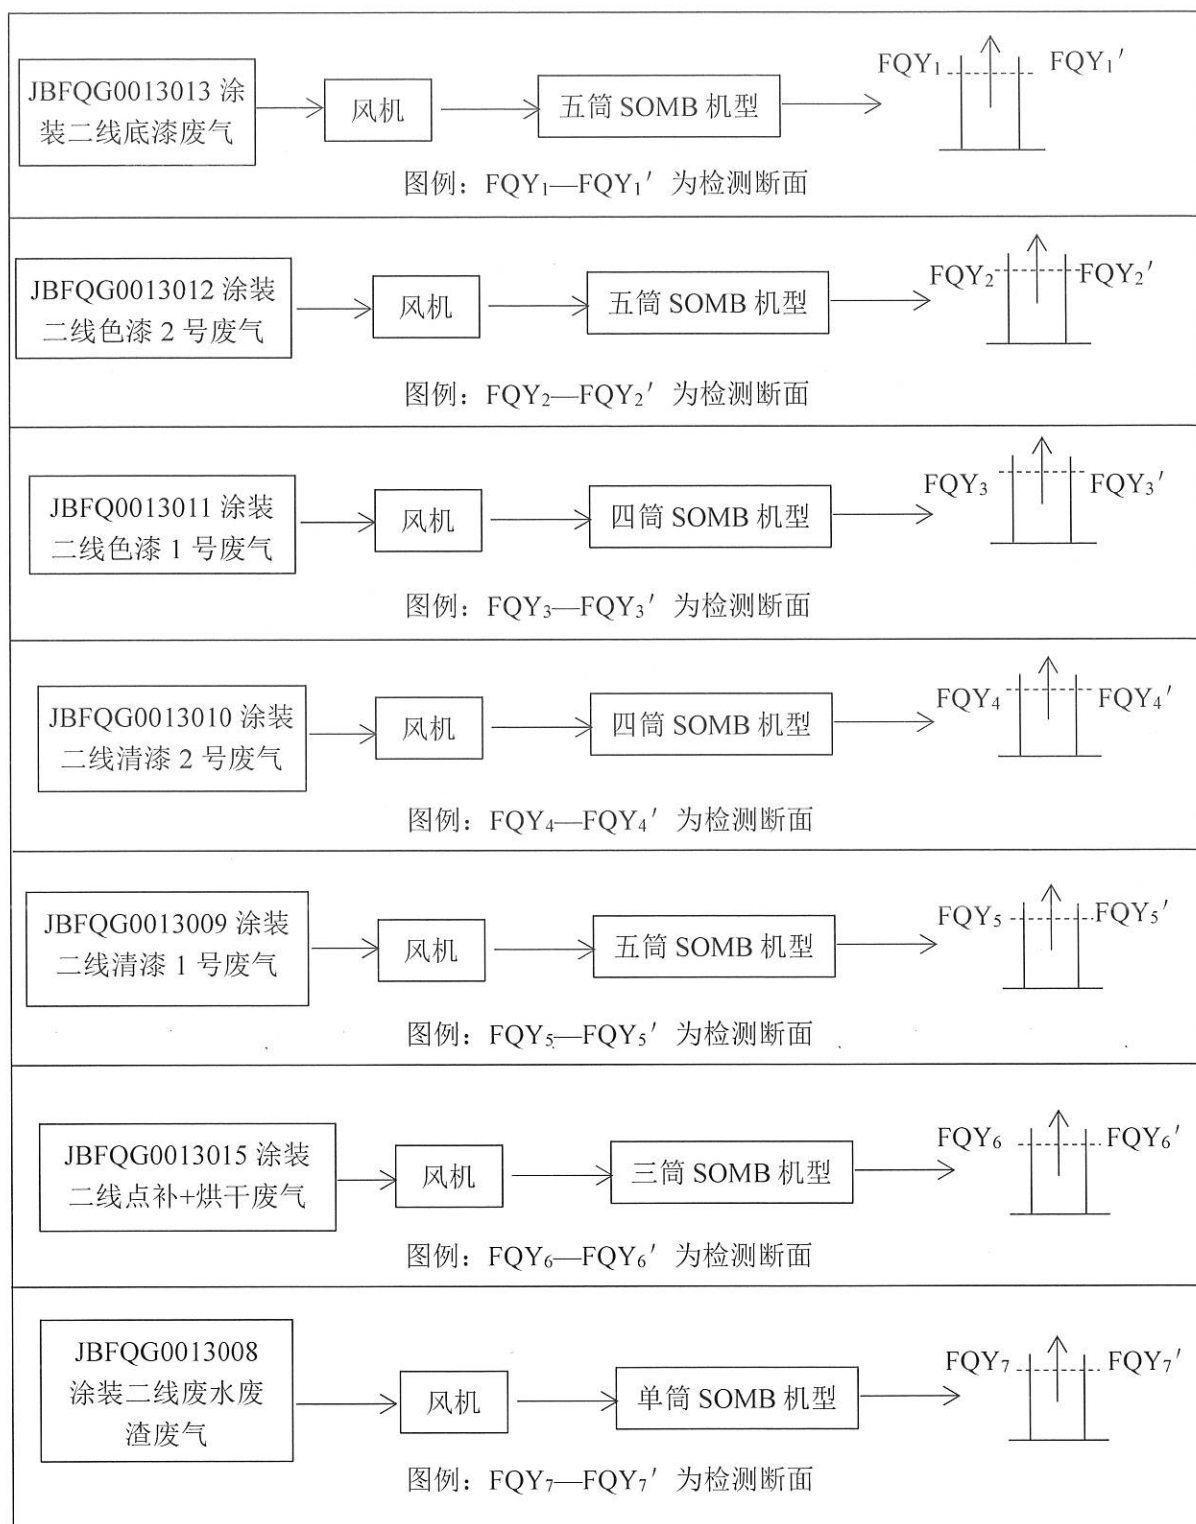 JBFQG0013013 涂
装二线底漆废气
风机
五筒 SOMB 机型
FQY₁
FQY₁′
图例：FQY₁—FQY₁′ 为检测断面
JBFQG0013012 涂装
二线色漆 2 号废气
风机
五筒 SOMB 机型
FQY₂
FQY₂′
图例：FQY₂—FQY₂′ 为检测断面
JBFQ0013011 涂装
二线色漆 1 号废气
风机
四筒 SOMB 机型
FQY₃
FQY₃′
图例：FQY₃—FQY₃′ 为检测断面
JBFQG0013010 涂装
二线清漆 2 号废气
风机
四筒 SOMB 机型
FQY₄
FQY₄′
图例：FQY₄—FQY₄′ 为检测断面
JBFQG0013009 涂装
二线清漆 1 号废气
风机
五筒 SOMB 机型
FQY₅
FQY₅′
图例：FQY₅—FQY₅′ 为检测断面
JBFQG0013015 涂装
二线点补+烘干废气
风机
三筒 SOMB 机型
FQY₆
FQY₆′
图例：FQY₆—FQY₆′ 为检测断面
JBFQG0013008
涂装二线废水废
渣废气
风机
单筒 SOMB 机型
FQY₇
FQY₇′
图例：FQY₇—FQY₇′ 为检测断面